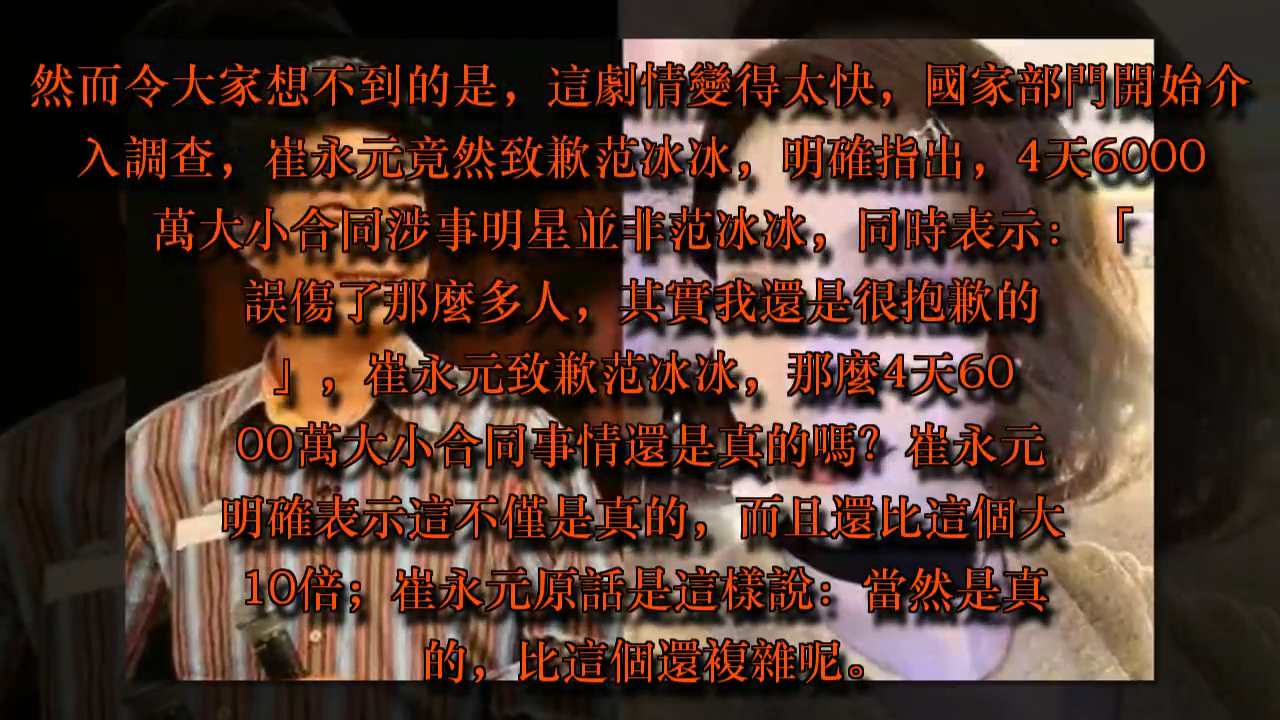 然而令大家想不到的是，這劇情變得太快，國家部門開始介
入調查，崔永元竟然致歉范冰冰，明確指出，4天6000
萬大小合同涉事明星並非范冰冰，同時表示：「
誤傷了那麼多人，其實我還是很抱歉的
」，崔永元致歉范冰冰，那麼4天60
00萬大小合同事情還是真的嗎？崔永元
明確表示這不僅是真的，而且還比這個大
10倍；崔永元原話是這樣說：當然是真
的，比這個還複雜呢。